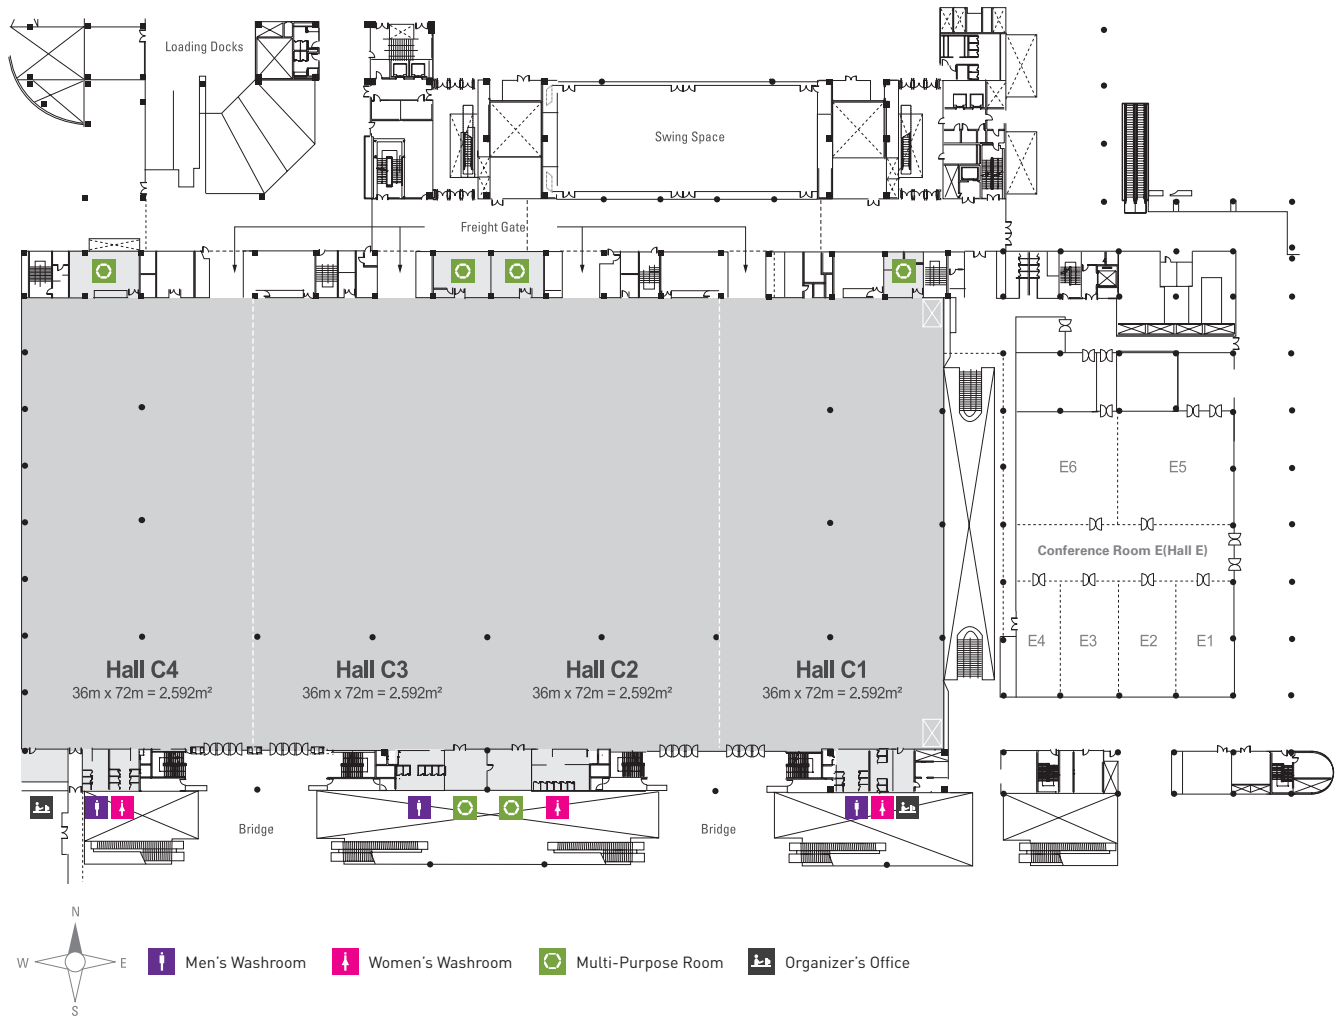 Loading Docks
Swing Space
Freight Gate
E6
E5
Conference Room E(Hall E)
E4
E3
E2
E1
Hall C4
36m x 72m = 2.592m²
Hall C3
36m x 72m = 2.592m²
Hall C2
36m x 72m = 2.592m²
Hall C1
36m x 72m = 2.592m²
Bridge
Bridge
N
W
E
S
Men's Washroom
Women's Washroom
Multi-Purpose Room
Organizer's Office